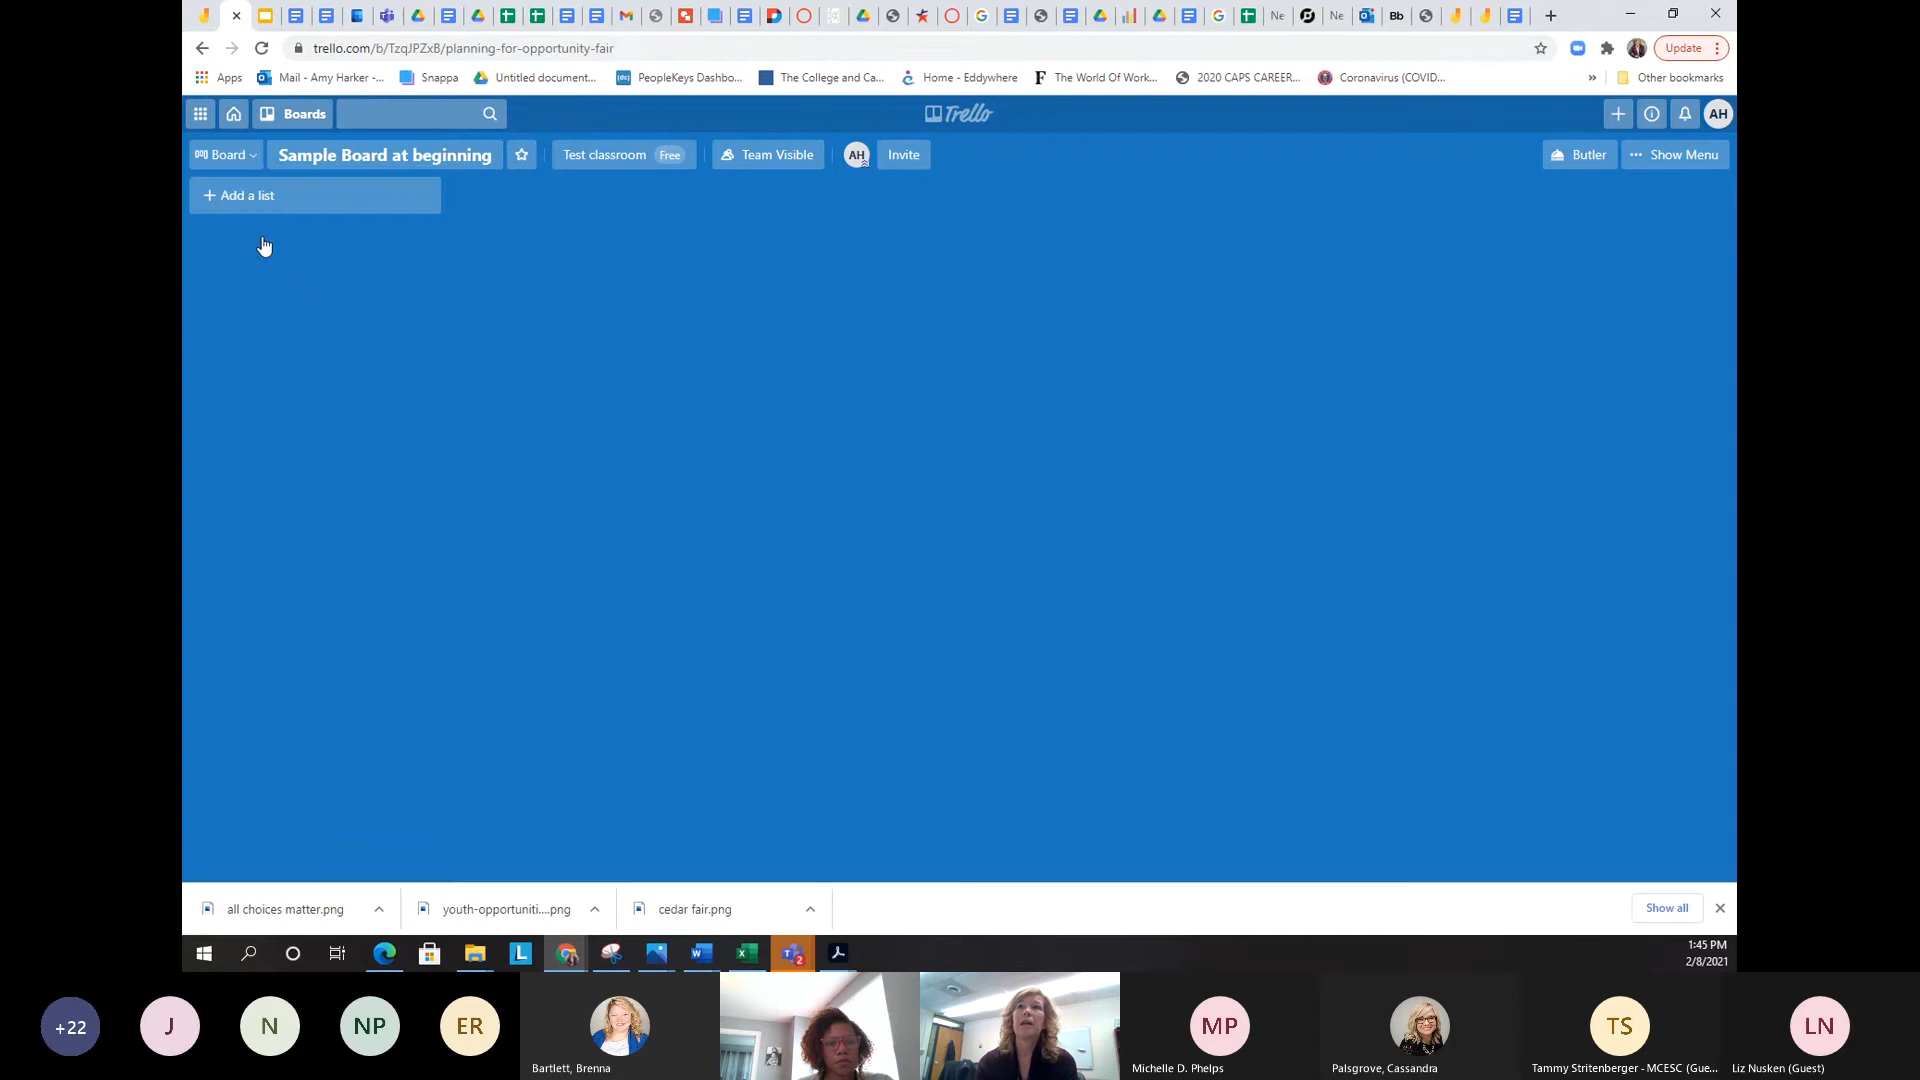 Ne
Ne
Bb
trello.com/b/TzqJPZxB/planning-for-opportunity-fair
Update
Apps
Mail - Amy Harker -...
Snappa
Untitled document...
PeopleKeys Dashbo...
The College and Ca...
Home - Eddywhere
F The World Of Work...
2020 CAPS CAREER...
Coronavirus (COVID...
»
Other bookmarks
Boards
Trello
AH
Board
Sample Board at beginning
Test classroom Free
Team Visible
AH
Invite
Butler
Show Menu
+ Add a list
all choices matter.png
youth-opportuniti....png
cedar fair.png
Show all
L
W
X
T 2
1:45 PM
2/8/2021
+22
J
N
NP
ER
MP
TS
LN
Bartlett, Brenna
Michelle D. Phelps
Palsgrove, Cassandra
Tammy Stritenberger - MCESC (Gue...
Liz Nusken (Guest)